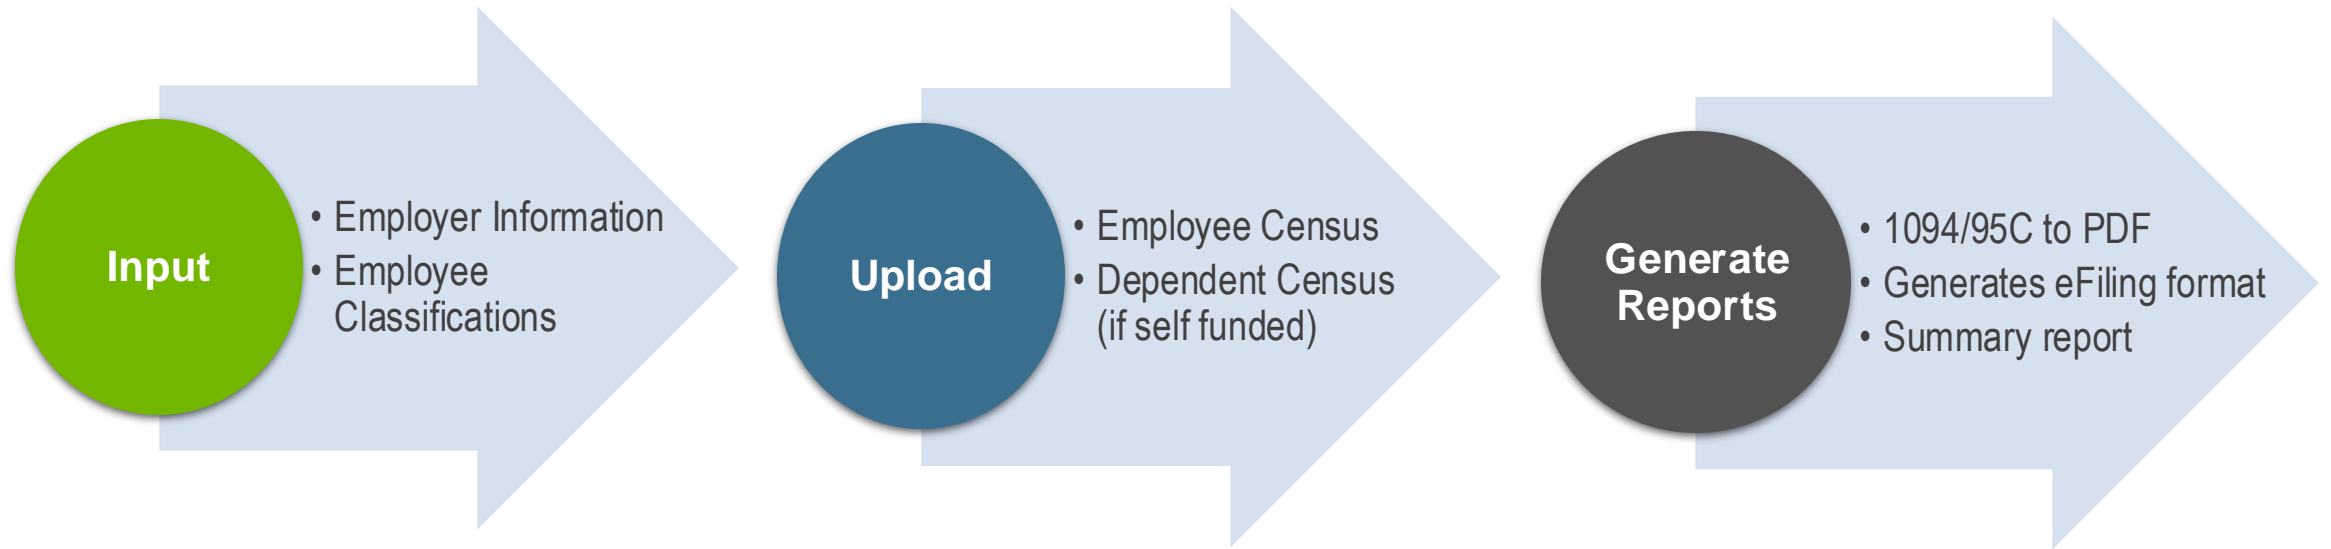 Input
• Employer Information
• Employee
Classifications
Upload
• Employee Census
• Dependent Census
(if self funded)
Generate
Reports
• 1094/95C to PDF
• Generates eFiling format
• Summary report